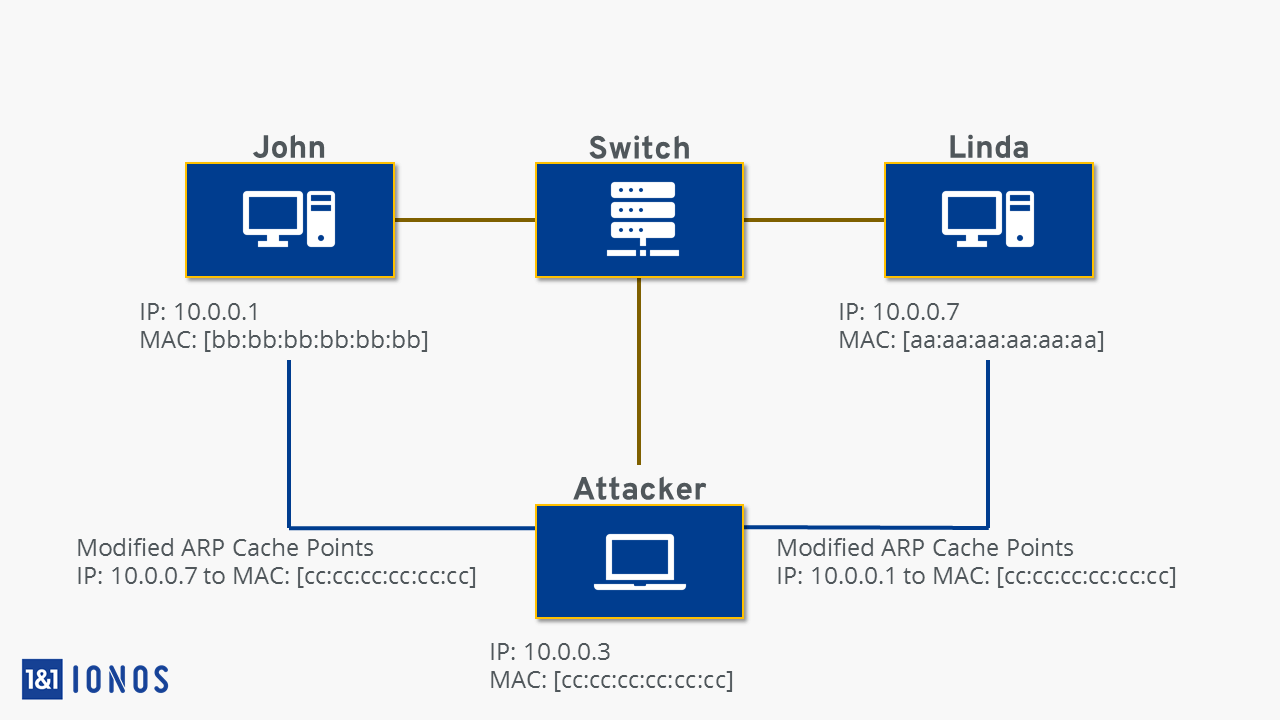 John
Switch
Linda
IP: 10.0.0.1
MAC: [bb:bb:bb:bb:bb:bb]
IP: 10.0.0.7
MAC: [aa:aa:aa:aa:aa:aa]
Attacker
Modified ARP Cache Points
IP: 10.0.0.7 to MAC: [cc:cc:cc:cc:cc:cc]
Modified ARP Cache Points
IP: 10.0.0.1 to MAC: [cc:cc:cc:cc:cc:cc]
IP: 10.0.0.3
MAC: [cc:cc:cc:cc:cc:cc]
1&1 IONOS